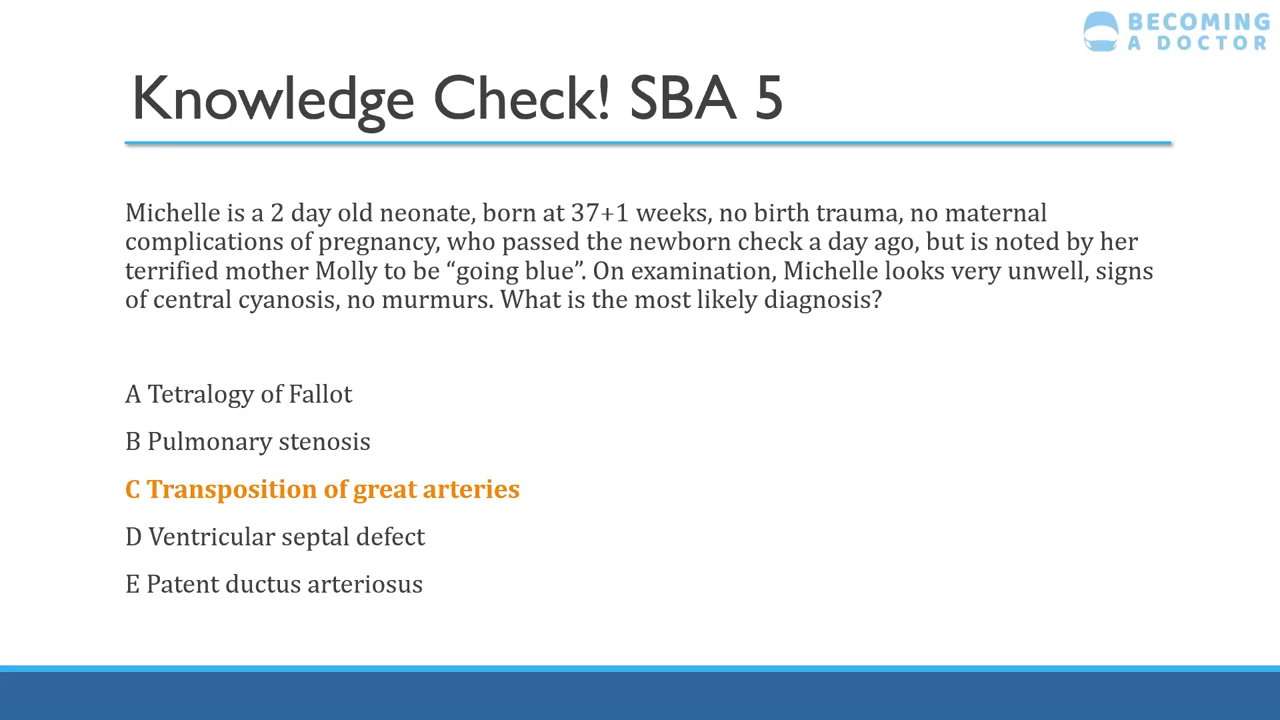 BECOMING
A DOCTOR
Knowledge Check! SBA 5
Michelle is a 2 day old neonate, born at 37+1 weeks, no birth trauma, no maternal
complications of pregnancy, who passed the newborn check a day ago, but is noted by her
terrified mother Molly to be “going blue”. On examination, Michelle looks very unwell, signs
of central cyanosis, no murmurs. What is the most likely diagnosis?
A Tetralogy of Fallot
B Pulmonary stenosis
C Transposition of great arteries
D Ventricular septal defect
E Patent ductus arteriosus